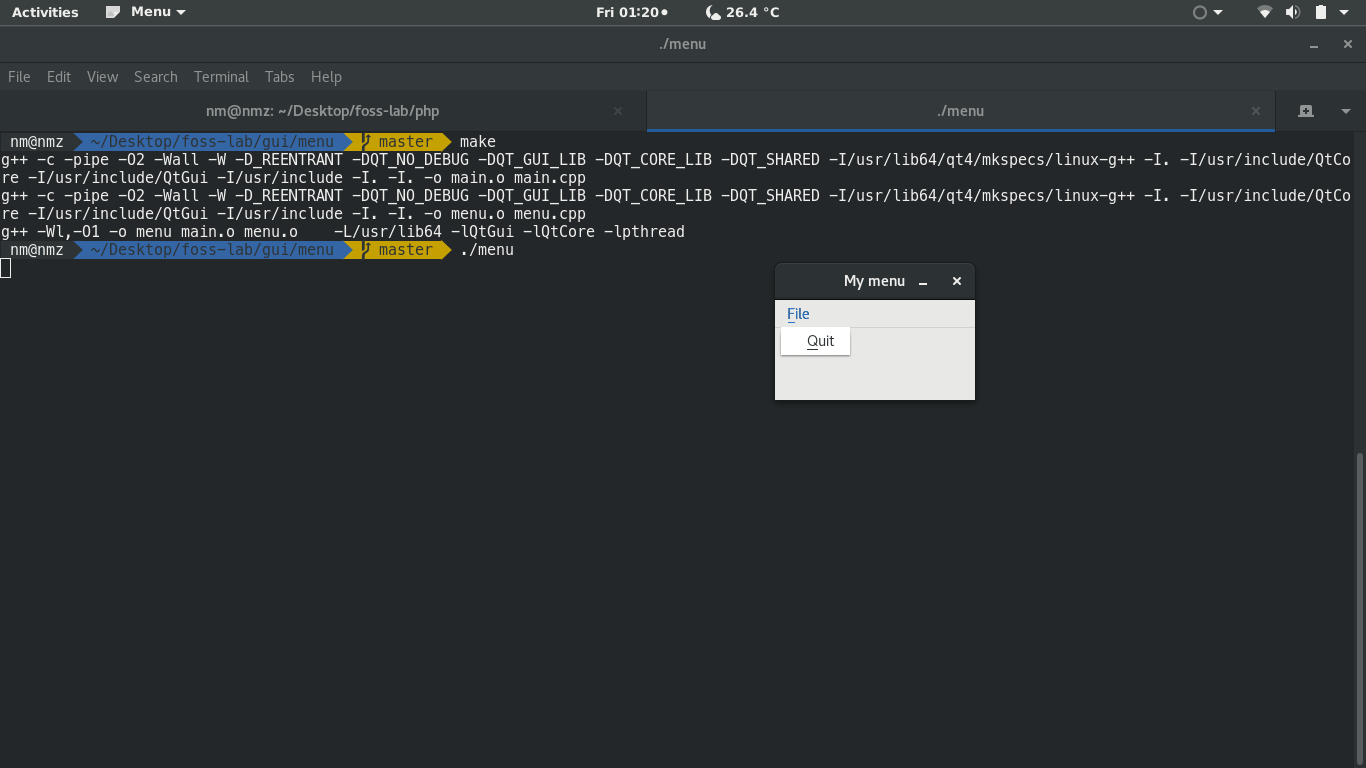 Activities Menu Fri 01:20 26.4 °C
./menu
File Edit View Search Terminal Tabs Help
nm@nmz: ~/Desktop/foss-lab/php ./menu
nm@nmz ~/Desktop/foss-lab/gui/menu master make
g++ -c -pipe -O2 -Wall -W -D_REENTRANT -DQT_NO_DEBUG -DQT_GUI_LIB -DQT_CORE_LIB -DQT_SHARED -I/usr/lib64/qt4/mkspecs/linux-g++ -I. -I/usr/include/QtCo
re -I/usr/include/QtGui -I/usr/include -I. -I. -o main.o main.cpp
g++ -c -pipe -O2 -Wall -W -D_REENTRANT -DQT_NO_DEBUG -DQT_GUI_LIB -DQT_CORE_LIB -DQT_SHARED -I/usr/lib64/qt4/mkspecs/linux-g++ -I. -I/usr/include/QtCo
re -I/usr/include/QtGui -I/usr/include -I. -I. -o menu.o menu.cpp
g++ -Wl,-O1 -o menu main.o menu.o    -L/usr/lib64 -lQtGui -lQtCore -lpthread
nm@nmz ~/Desktop/foss-lab/gui/menu master ./menu
My menu
File
Quit